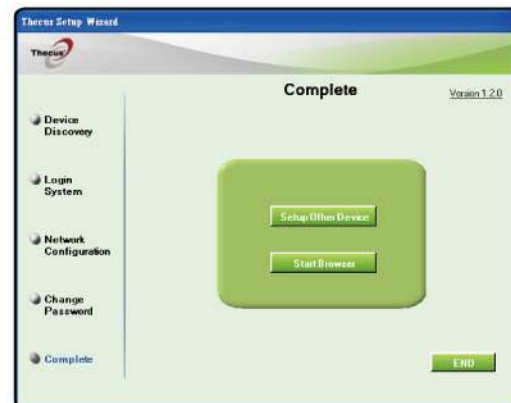 Thecus Setup Wizard
Thecus
Complete
Version 1.2.0
Device
Discovery
Login
System
Network
Configuration
Change
Password
Complete
Setup Other Device
Start Browser
END